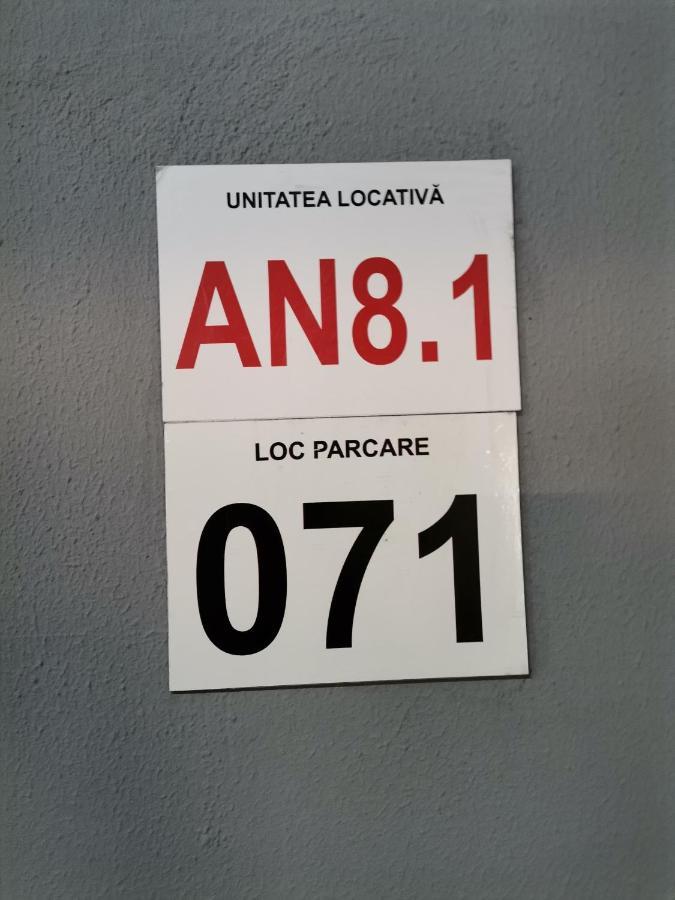 UNITATEA LOCATIVĂ
AN8.1
LOC PARCARE
071